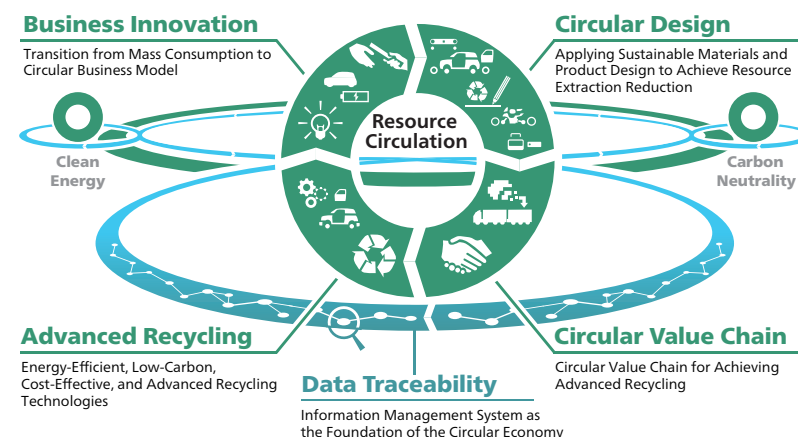 Business Innovation
Transition from Mass Consumption to
Circular Business Model
Circular Design
Applying Sustainable Materials and
Product Design to Achieve Resource
Extraction Reduction
Resource
Circulation
Clean
Energy
Carbon
Neutrality
Advanced Recycling
Energy-Efficient, Low-Carbon,
Cost-Effective, and Advanced Recycling
Technologies
Data Traceability
Information Management System as
the Foundation of the Circular Economy
Circular Value Chain
Circular Value Chain for Achieving
Advanced Recycling